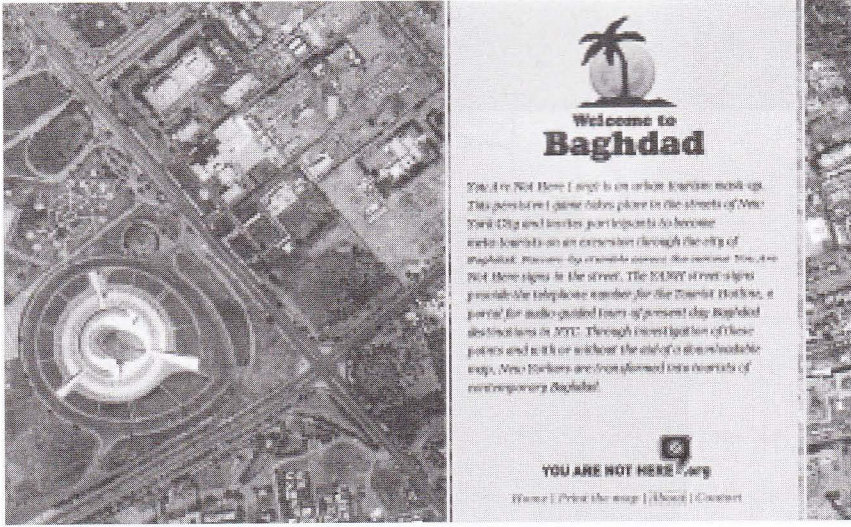 Welcome to
Baghdad
You Are Not Here (.org) is an urban tourism mash-up.
This persistent game takes place in the streets of New
York City and invites participants to become
meta-tourists on an excursion through the city of
Baghdad. Passers-by stumble across the curious You Are
Not Here signs in the street. The YANH street-signs
provide the telephone number for the Tourist Hotline, a
portal for audio-guided tours of present day Baghdad
destinations in NYC. Through investigation of these
points and with or without the aid of a downloadable
map, New Yorkers are transformed into tourists of
contemporary Baghdad.
YOU ARE NOT HERE .org
Home | Print the map | About | Contact